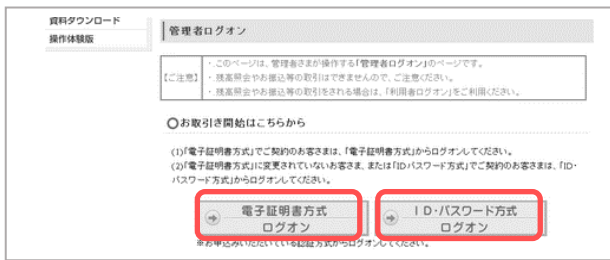 資料ダウンロード
操作体験版
管理者ログオン
【ご注意】
・このページは、管理者さまが操作する「管理者ログオン」のページです。
・残高照会やお振込等の取引はできませんので、ご注意ください。
・残高照会やお振込等の取引をされる場合は、「利用者ログオン」をご利用ください。
○お取引き開始はこちらから
(1)「電子証明書方式」でご契約のお客さまは、「電子証明書方式」からログオンしてください。
(2)「電子証明書方式」に変更されていないお客さま、または「IDパスワード方式」でご契約のお客さまは、「ID・
パスワード方式」からログオンしてください。
電子証明書方式
ログオン
ID・パスワード方式
ログオン
※お申込みいただいている認証方式からログオンしてください。